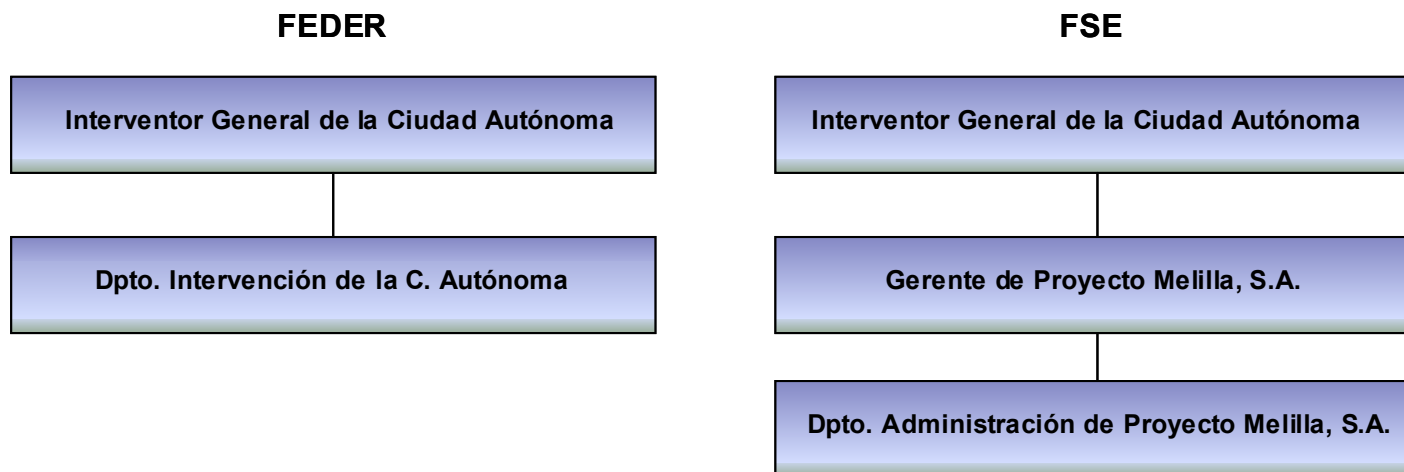 FEDER
Interventor General de la Ciudad Autónoma
Dpto. Intervención de la C. Autónoma
FSE
Interventor General de la Ciudad Autónoma
Gerente de Proyecto Melilla, S.A.
Dpto. Administración de Proyecto Melilla, S.A.